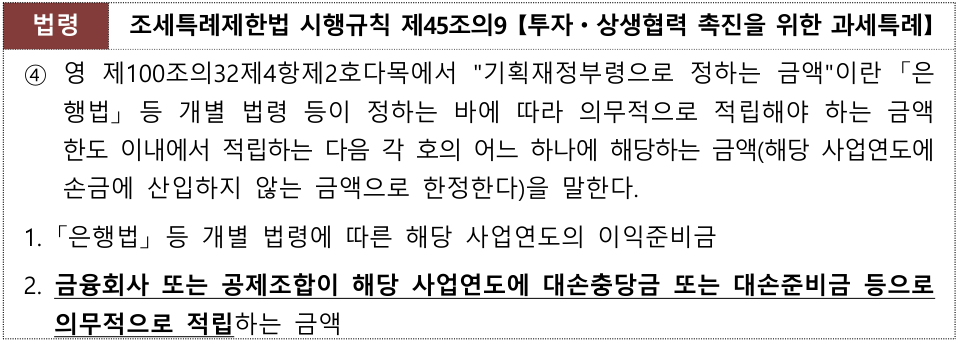 법령 조세특례제한법 시행규칙 제45조의9【투자·상생협력 촉진을 위한 과세특례】
④ 영 제100조의32제4항제2호다목에서 "기획재정부령으로 정하는 금액"이란「은
행법」등 개별 법령 등이 정하는 바에 따라 의무적으로 적립해야 하는 금액
한도 이내에서 적립하는 다음 각 호의 어느 하나에 해당하는 금액(해당 사업연도에
손금에 산입하지 않는 금액으로 한정한다)을 말한다.
1.「은행법」등 개별 법령에 따른 해당 사업연도의 이익준비금
2. 금융회사 또는 공제조합이 해당 사업연도에 대손충당금 또는 대손준비금 등으로
의무적으로 적립하는 금액